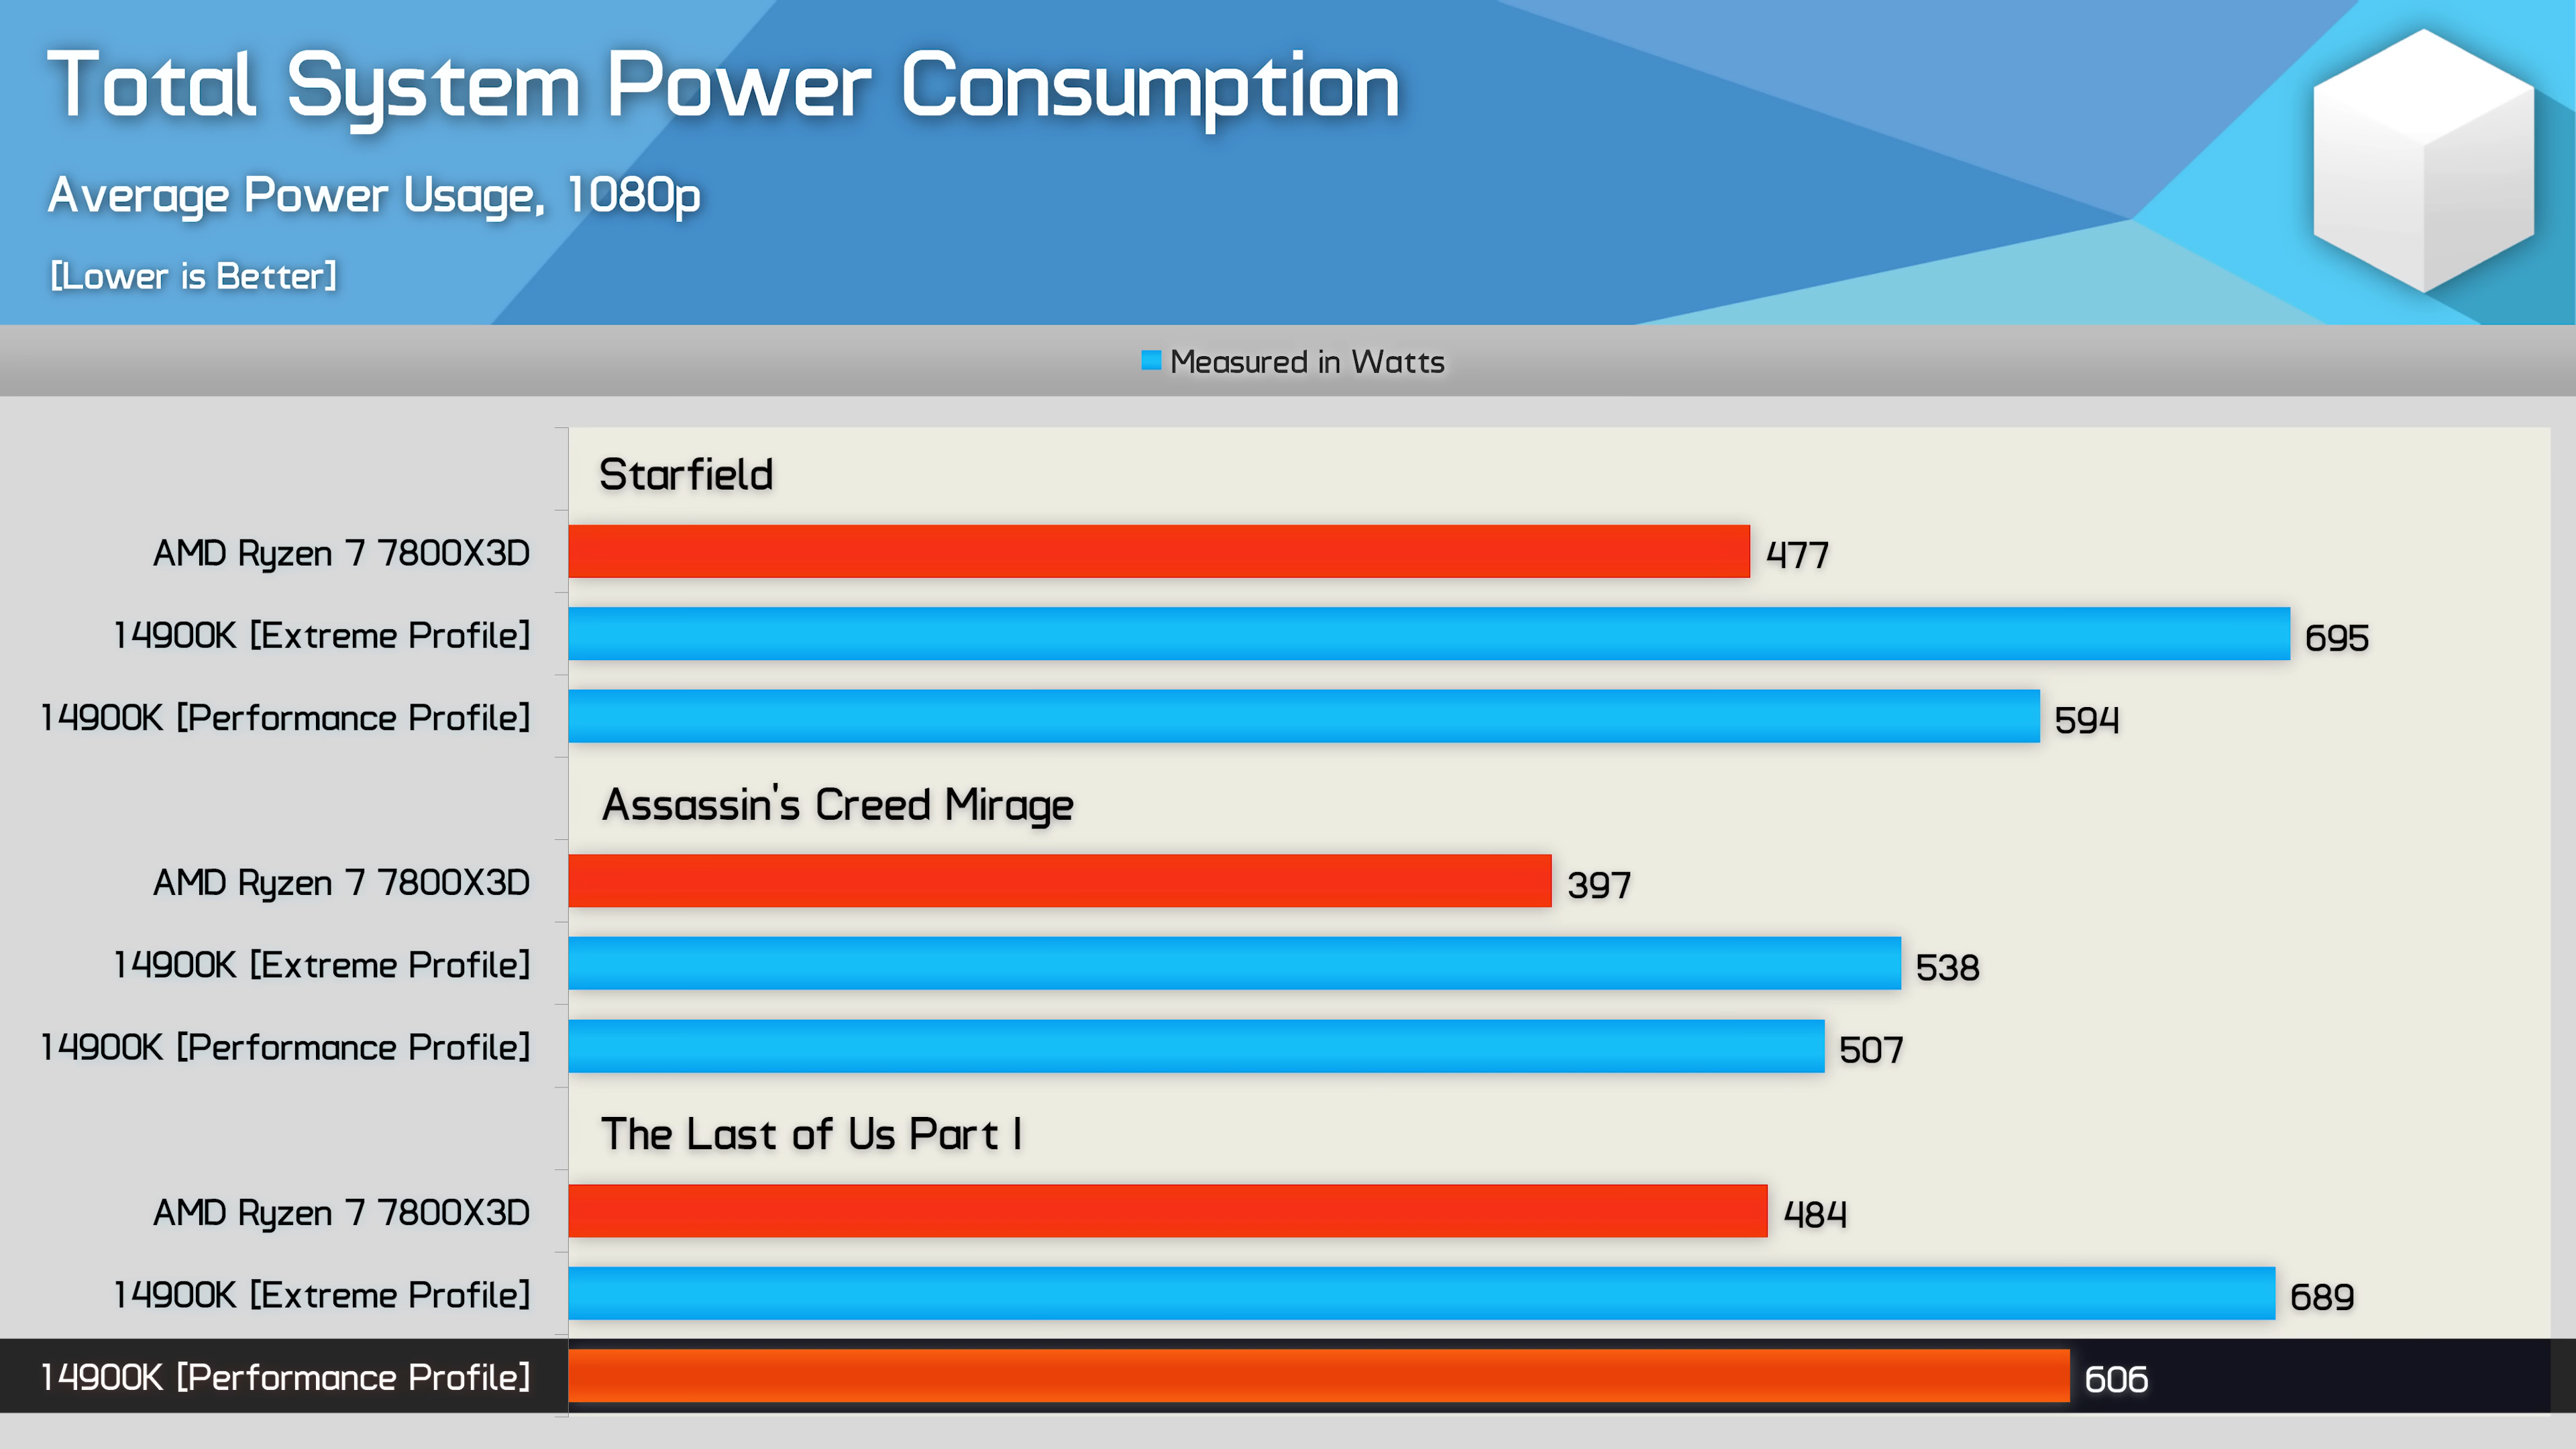 Total System Power Consumption
Average Power Usage, 1080p
[Lower is Better]
Measured in Watts
Starfield
AMD Ryzen 7 7800X3D 477
14900K [Extreme Profile] 695
14900K [Performance Profile] 594
Assassin's Creed Mirage
AMD Ryzen 7 7800X3D 397
14900K [Extreme Profile] 538
14900K [Performance Profile] 507
The Last of Us Part I
AMD Ryzen 7 7800X3D 484
14900K [Extreme Profile] 689
14900K [Performance Profile] 606